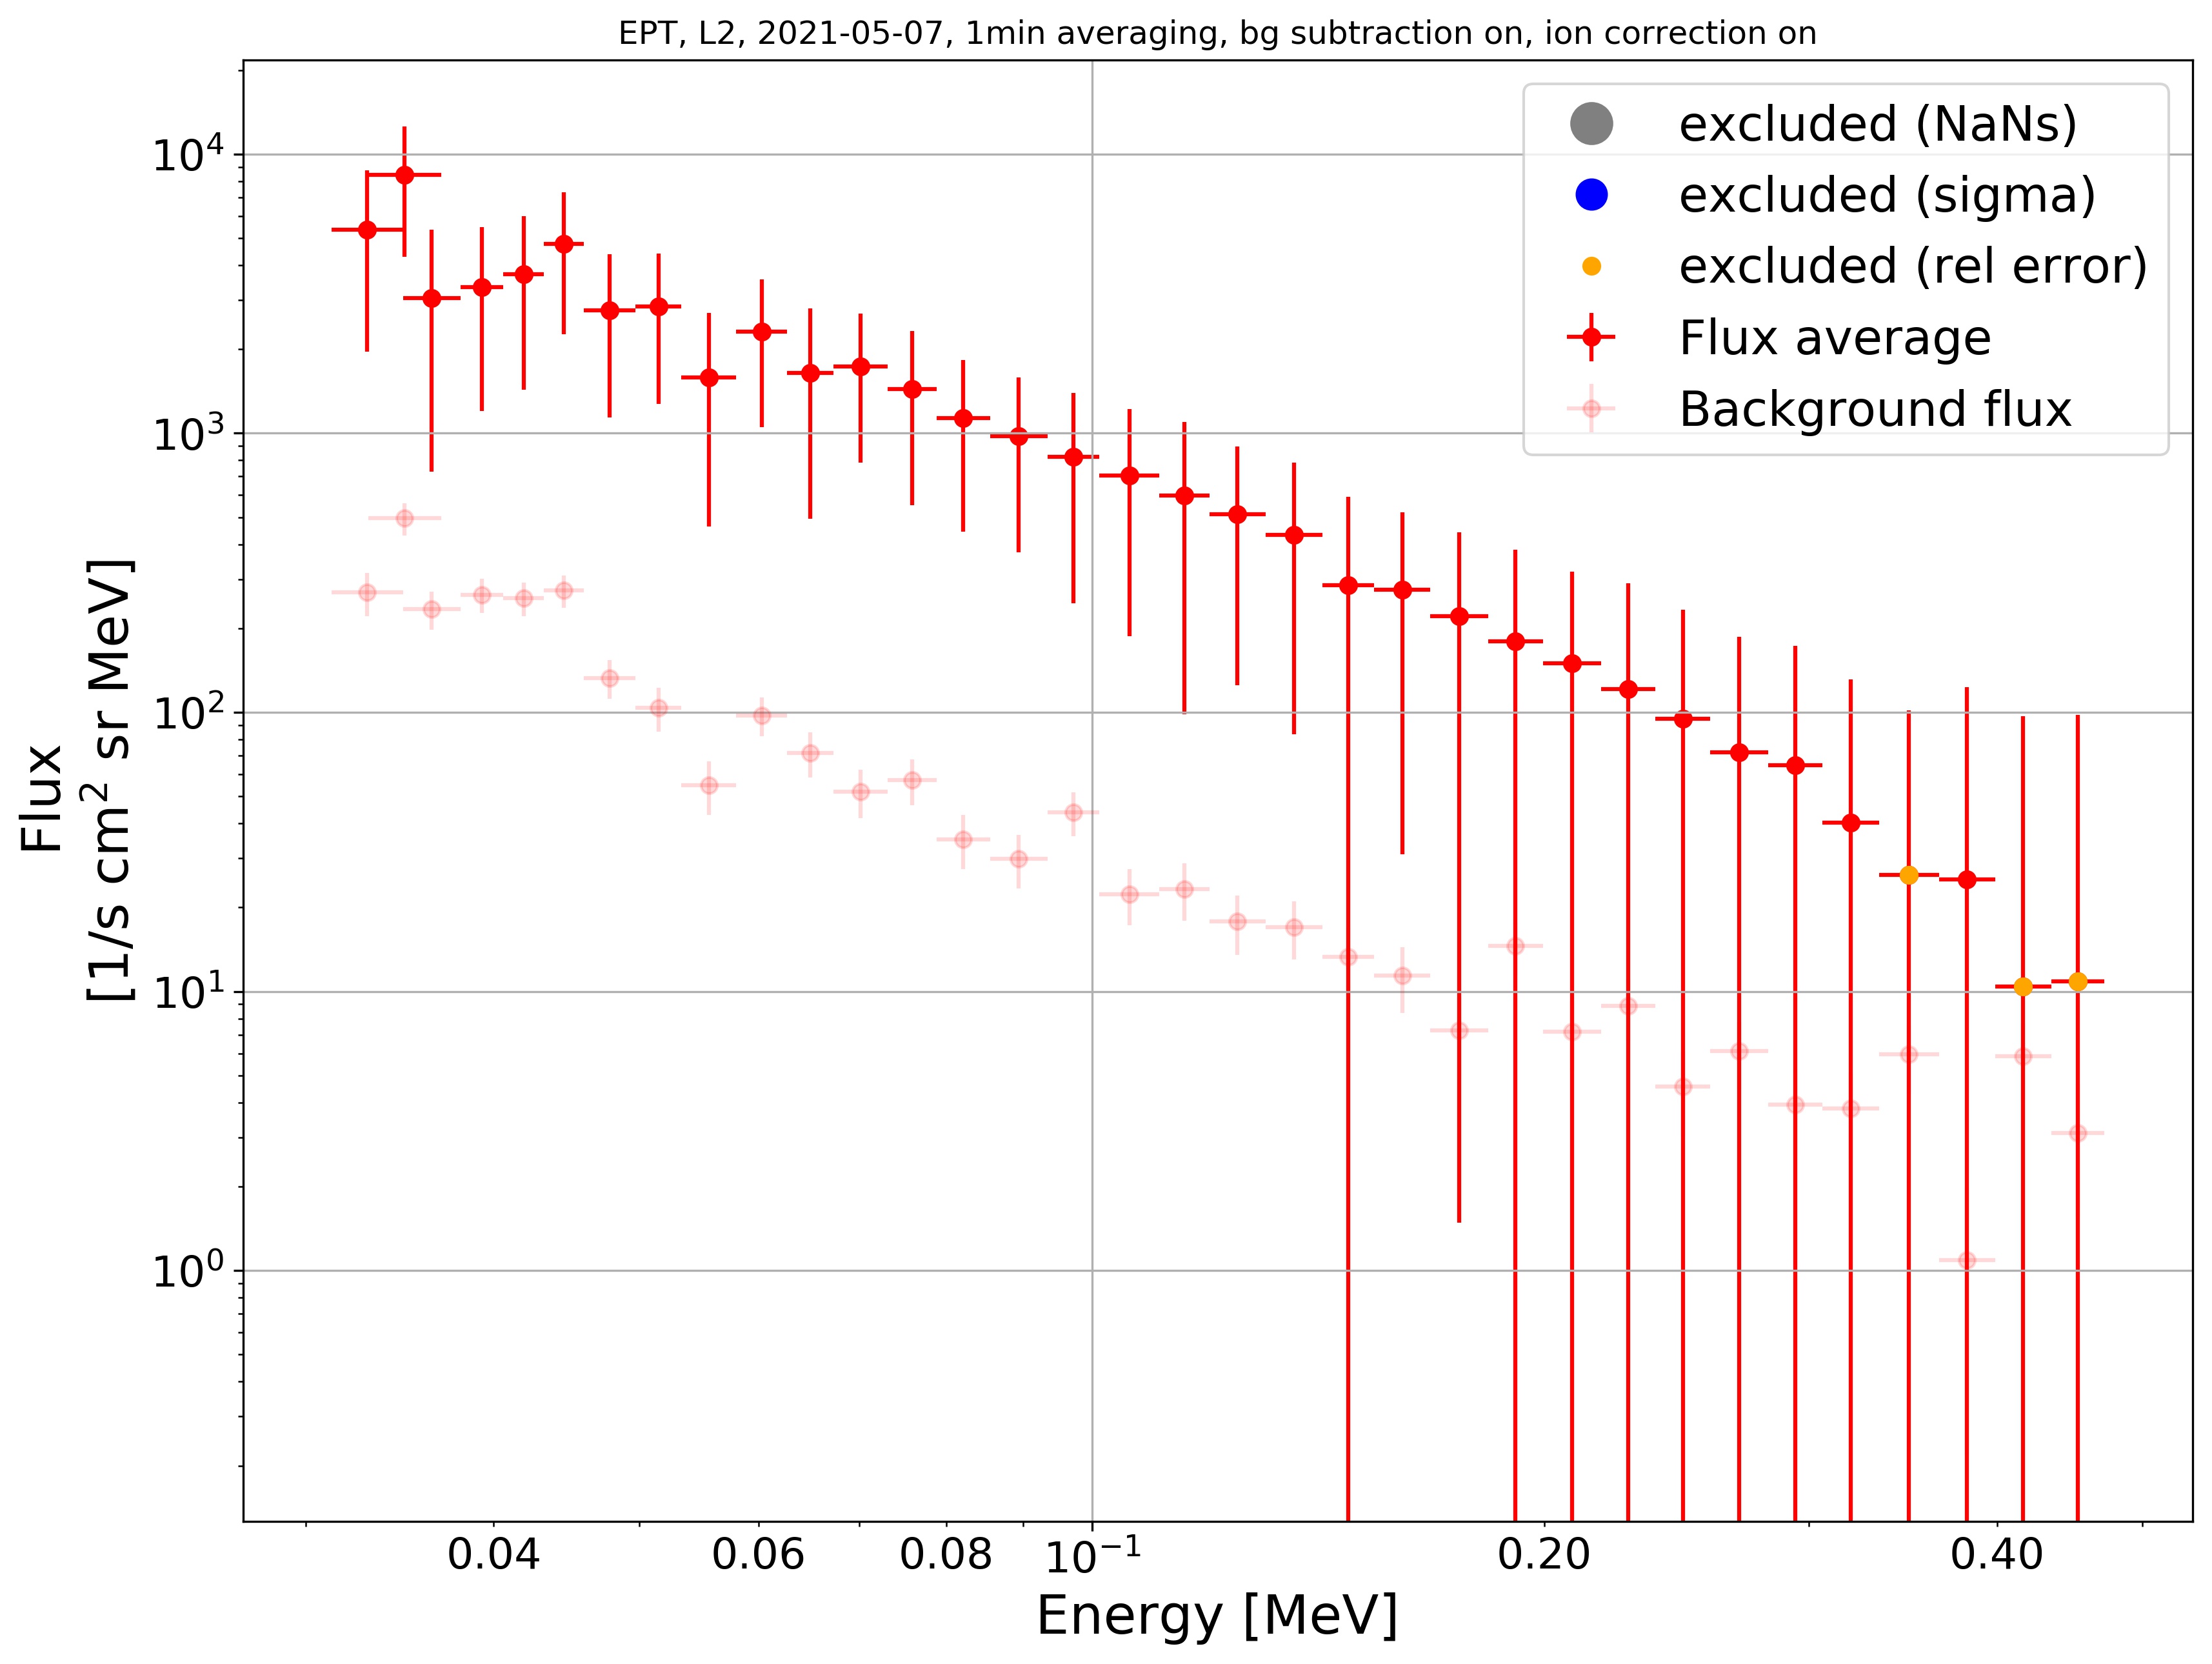 EPT, L2, 2021-05-07, 1min averaging, bg subtraction on, ion correction on
excluded (NaNs)
excluded (sigma)
excluded (rel error)
Flux average
Background flux
Flux
[1/s cm² sr MeV]
10⁴
10³
10²
10¹
10⁰
0.04
0.06
0.08
10⁻¹
0.20
0.40
Energy [MeV]